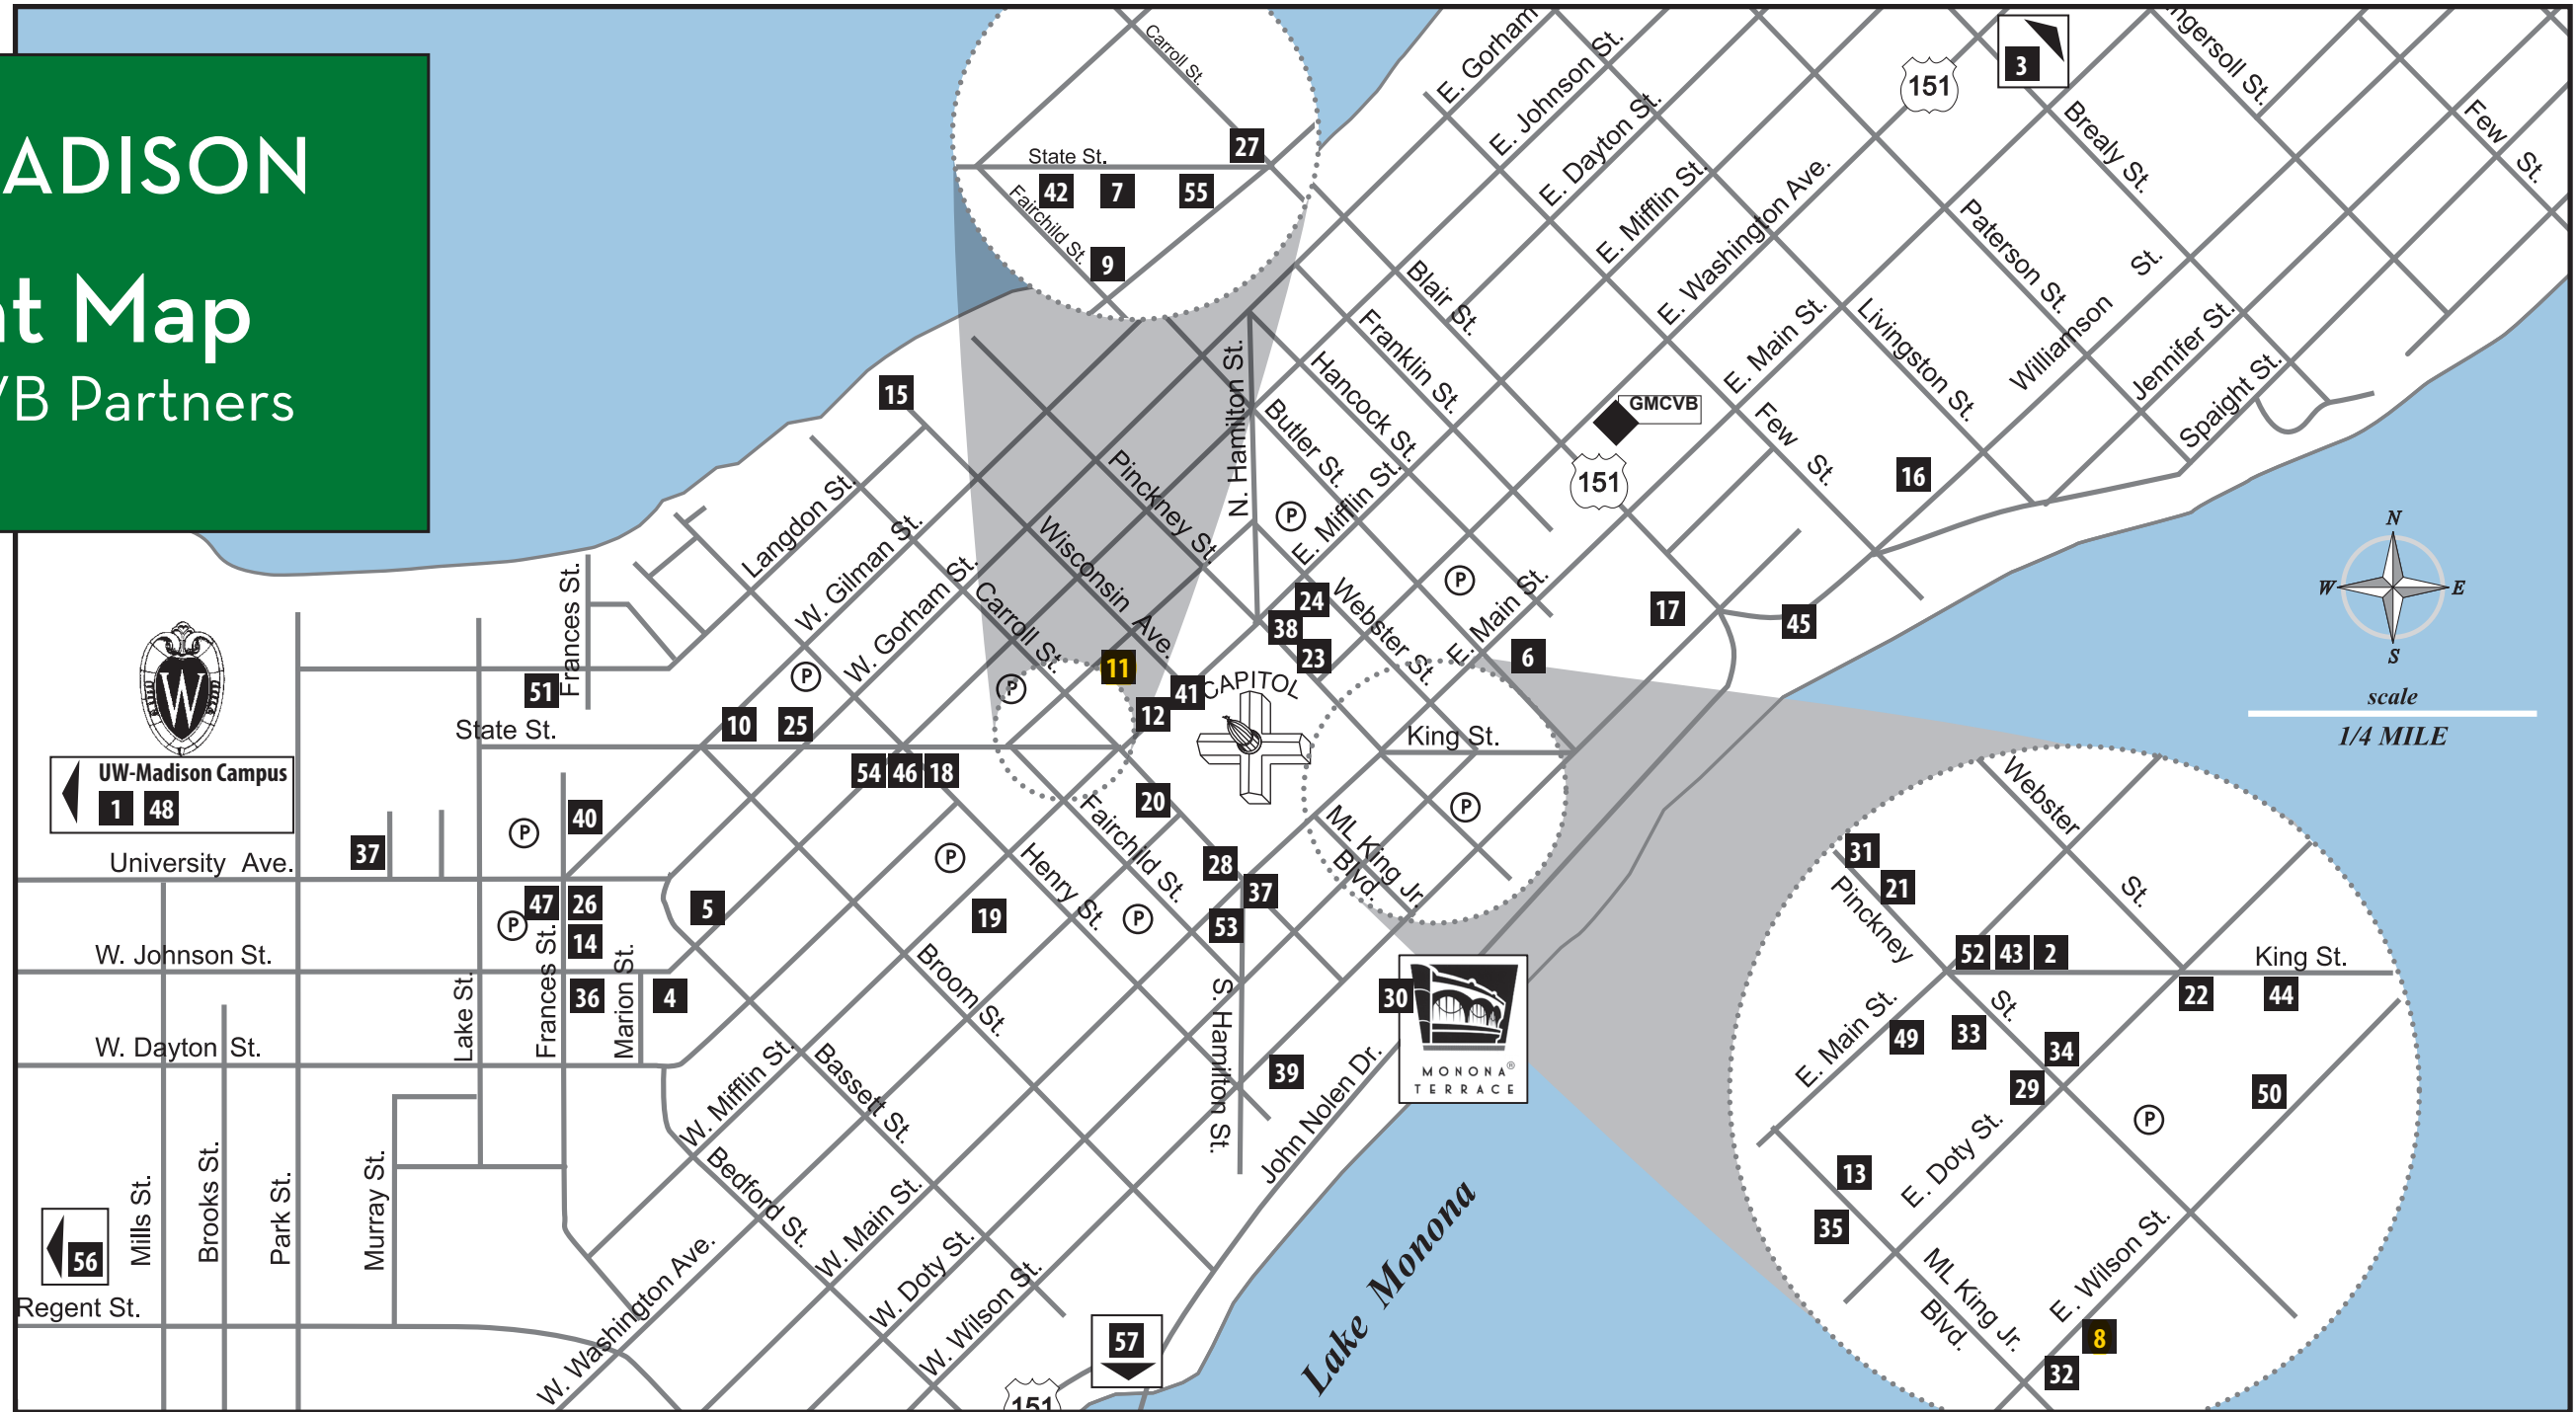 ADISON
nt Map
VB Partners
Carroll St.
State St.
27
42 7 55
Fairchild St.
9
E. Gorham
E. Johnson St.
E. Dayton St.
E. Mifflin St.
E. Washington Ave.
151
3
ngersoll St.
Few St.
Brealy St.
Paterson St.
Williamson St.
Jennifer St.
Spaight St.
Livingston St.
E. Main St.
Blair St.
Franklin St.
Hancock St.
Butler St.
N. Hamilton St.
GMCVB
151
Few St.
16
15
Pinckney St.
Wisconsin Ave.
Carroll St.
Langdon St.
W. Gilman St.
W. Gorham St.
E. Mifflin St.
P
P
24
38
23
Webster St.
E. Main St.
6
17
45
N
W E
S
scale
1/4 MILE
Frances St.
51
State St.
10 25
P
P
11
41
12
CAPITOL
King St.
W
UW-Madison Campus
1 48
54 46 18
20
Fairchild St.
P
ML King Jr.
Blvd.
37
P
40
University Ave.
47 26
P
14
5
P
19
Henry St.
P
28
37
53
W. Johnson St.
Lake St.
Frances St.
36
Marion St.
4
Broom St.
S. Hamilton St.
30
MONONA®
TERRACE
W. Dayton St.
39
John Nolen Dr.
W. Mifflin St.
Bassett St.
Bedford St.
W. Main St.
W. Washington Ave.
W. Doty St.
W. Wilson St.
56
Mills St.
Brooks St.
Park St.
Murray St.
Regent St.
57
151
Lake Monona
Webster St.
31
21
Pinckney St.
52 43 2
King St.
22 44
E. Main St.
49 33
34
29
50
P
E. Doty St.
13
35
ML King Jr.
Blvd.
E. Wilson St.
8
32